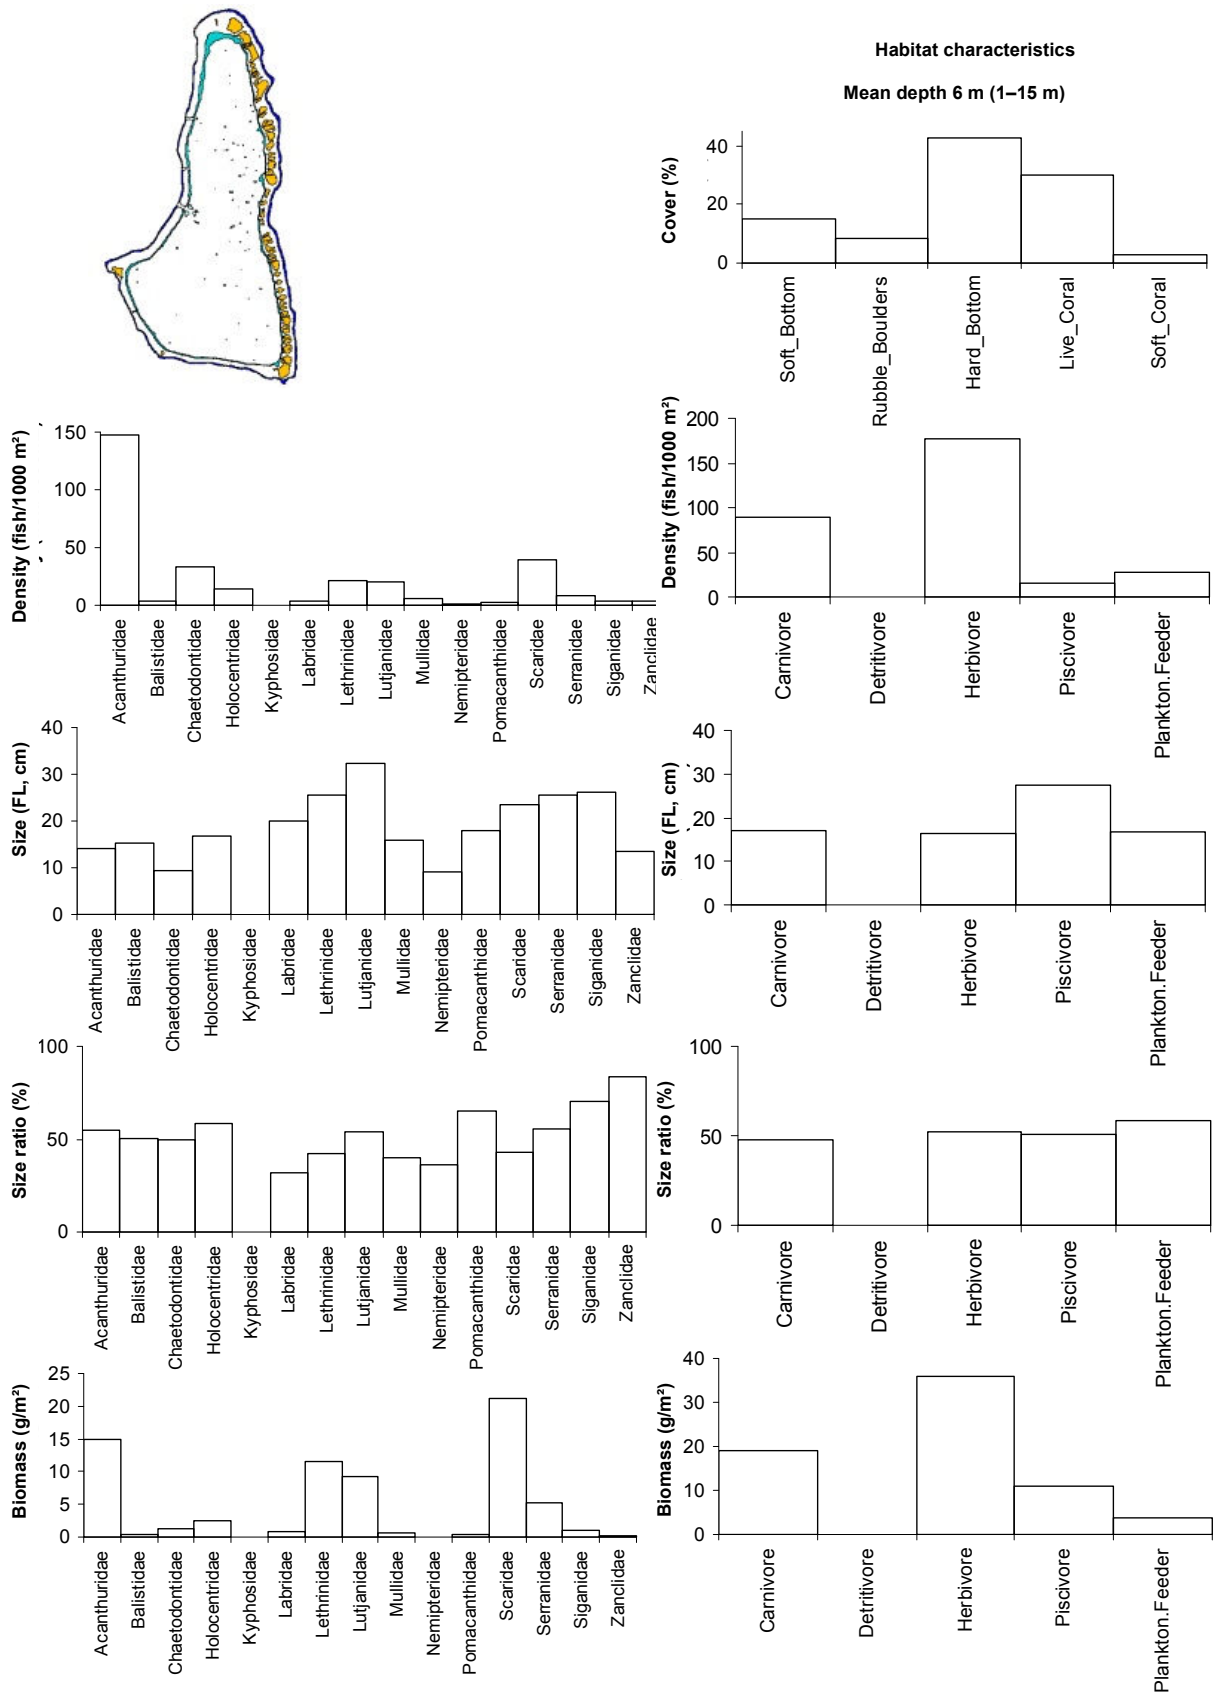 Habitat characteristics
Mean depth 6 m (1–15 m)
Cover (%)
40
20
0
Soft_Bottom
Rubble_Boulders
Hard_Bottom
Live_Coral
Soft_Coral
Density (fish/1000 m²)
150
100
50
0
Acanthuridae
Balistidae
Chaetodontidae
Holocentridae
Kyphosidae
Labridae
Lethrinidae
Lutjanidae
Mullidae
Nemipteridae
Pomacanthidae
Scaridae
Serranidae
Siganidae
Zanclidae
Density (fish/1000 m²)
200
150
100
50
0
Carnivore
Detritivore
Herbivore
Piscivore
Plankton.Feeder
Size (FL, cm)
40
30
20
10
0
Acanthuridae
Balistidae
Chaetodontidae
Holocentridae
Kyphosidae
Labridae
Lethrinidae
Lutjanidae
Mullidae
Nemipteridae
Pomacanthidae
Scaridae
Serranidae
Siganidae
Zanclidae
Size (FL, cm)
40
30
20
10
0
Carnivore
Detritivore
Herbivore
Piscivore
Plankton.Feeder
Size ratio (%)
100
50
0
Acanthuridae
Balistidae
Chaetodontidae
Holocentridae
Kyphosidae
Labridae
Lethrinidae
Lutjanidae
Mullidae
Nemipteridae
Pomacanthidae
Scaridae
Serranidae
Siganidae
Zanclidae
Size ratio (%)
100
50
0
Carnivore
Detritivore
Herbivore
Piscivore
Plankton.Feeder
Biomass (g/m²)
25
20
15
10
5
0
Acanthuridae
Balistidae
Chaetodontidae
Holocentridae
Kyphosidae
Labridae
Lethrinidae
Lutjanidae
Mullidae
Nemipteridae
Pomacanthidae
Scaridae
Serranidae
Siganidae
Zanclidae
Biomass (g/m²)
40
30
20
10
0
Carnivore
Detritivore
Herbivore
Piscivore
Plankton.Feeder